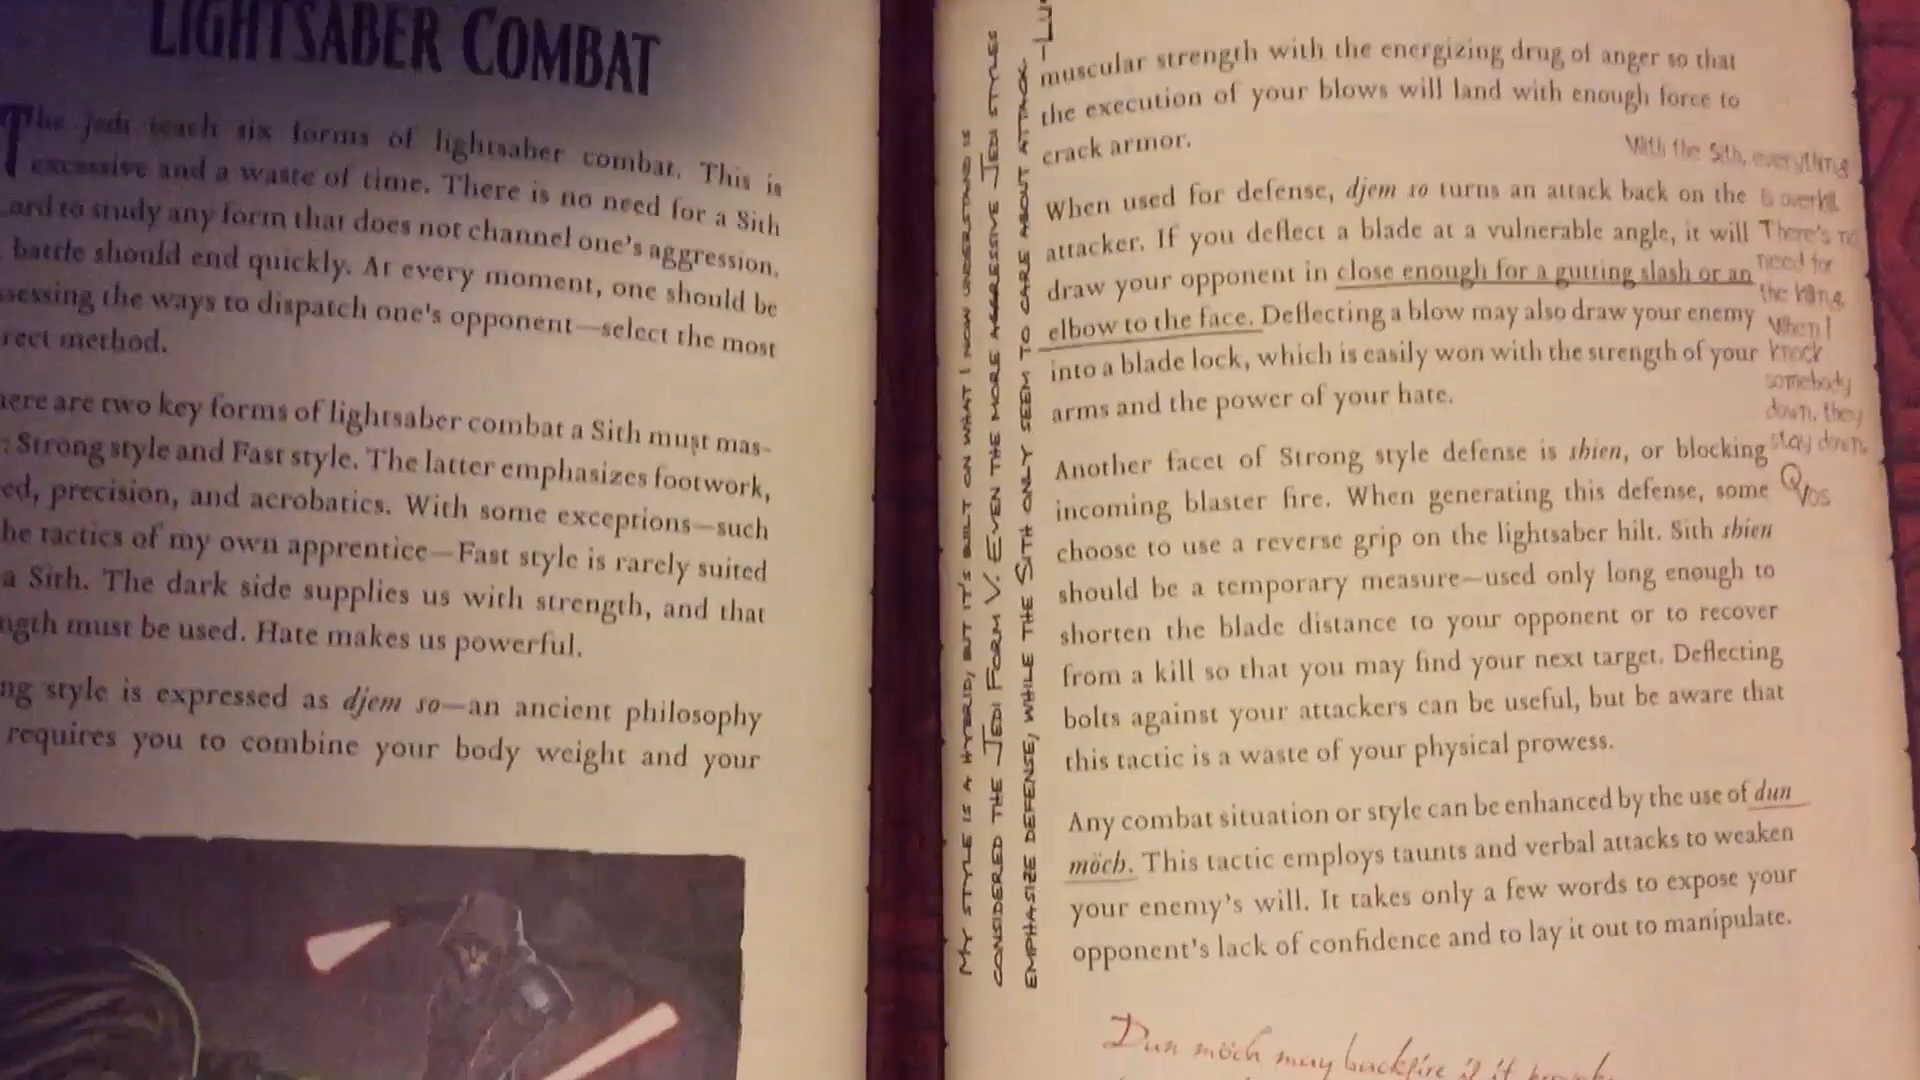 LIGHTSABER COMBAT
The Jedi teach six forms of lightsaber combat. This is
excessive and a waste of time. There is no need for a Sith
ard to study any form that does not channel one's aggression.
battle should end quickly. At every moment, one should be
ssessing the ways to dispatch one's opponent—select the most
rect method.
here are two key forms of lightsaber combat a Sith must mas-
: Strong style and Fast style. The latter emphasizes footwork,
ed, precision, and acrobatics. With some exceptions—such
he tactics of my own apprentice—Fast style is rarely suited
a Sith. The dark side supplies us with strength, and that
ngth must be used. Hate makes us powerful.
ng style is expressed as djem so—an ancient philosophy
requires you to combine your body weight and your
MY STYLE IS A HYBRID, BUT IT'S BUILT ON WHAT I NOW UNDERSTAND IS
CONSIDERED THE JEDI FORM V. EVEN THE MORE AGGRESSIVE JEDI STYLES
EMPHASIZE DEFENSE, WHILE THE SITH ONLY SEEM TO CARE ABOUT ATTACK. —LU
muscular strength with the energizing drug of anger so that
the execution of your blows will land with enough force to
crack armor.
When used for defense, djem so turns an attack back on the
attacker. If you deflect a blade at a vulnerable angle, it will
draw your opponent in close enough for a gutting slash or an
elbow to the face. Deflecting a blow may also draw your enemy
into a blade lock, which is easily won with the strength of your
arms and the power of your hate.
Another facet of Strong style defense is shien, or blocking
incoming blaster fire. When generating this defense, some
choose to use a reverse grip on the lightsaber hilt. Sith shien
should be a temporary measure—used only long enough to
shorten the blade distance to your opponent or to recover
from a kill so that you may find your next target. Deflecting
bolts against your attackers can be useful, but be aware that
this tactic is a waste of your physical prowess.
Any combat situation or style can be enhanced by the use of dun
möch. This tactic employs taunts and verbal attacks to weaken
your enemy's will. It takes only a few words to expose your
opponent's lack of confidence and to lay it out to manipulate.
With the Sith, everything
is overkill.
There's no
need for
the killing.
When I
knock
somebody
down, they
stay down.
QVos
Dun möch may backfire if it